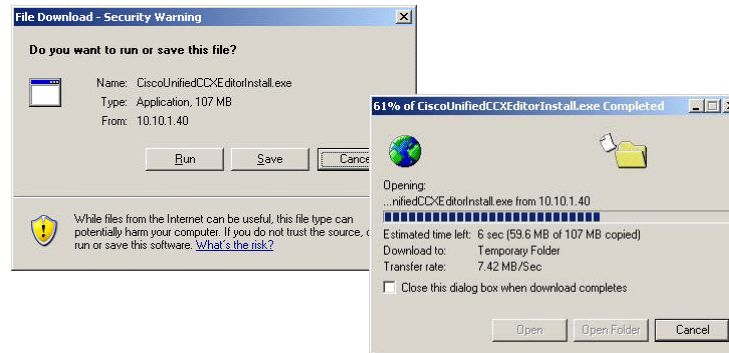 File Download - Security Warning
Do you want to run or save this file?
Name: CiscoUnifiedCCXEditorInstall.exe
Type: Application, 107 MB
From: 10.10.1.40
Run Save Cance
While files from the Internet can be useful, this file type can
potentially harm your computer. If you do not trust the source,
run or save this software. What's the risk?
61% of CiscoUnifiedCCXEditorInstall.exe Completed
Opening:
...nifiedCCXEditorInstall.exe from 10.10.1.40
Estimated time left: 6 sec (59.6 MB of 107 MB copied)
Download to: Temporary Folder
Transfer rate: 7.42 MB/Sec
Close this dialog box when download completes
Open Open Folder Cancel